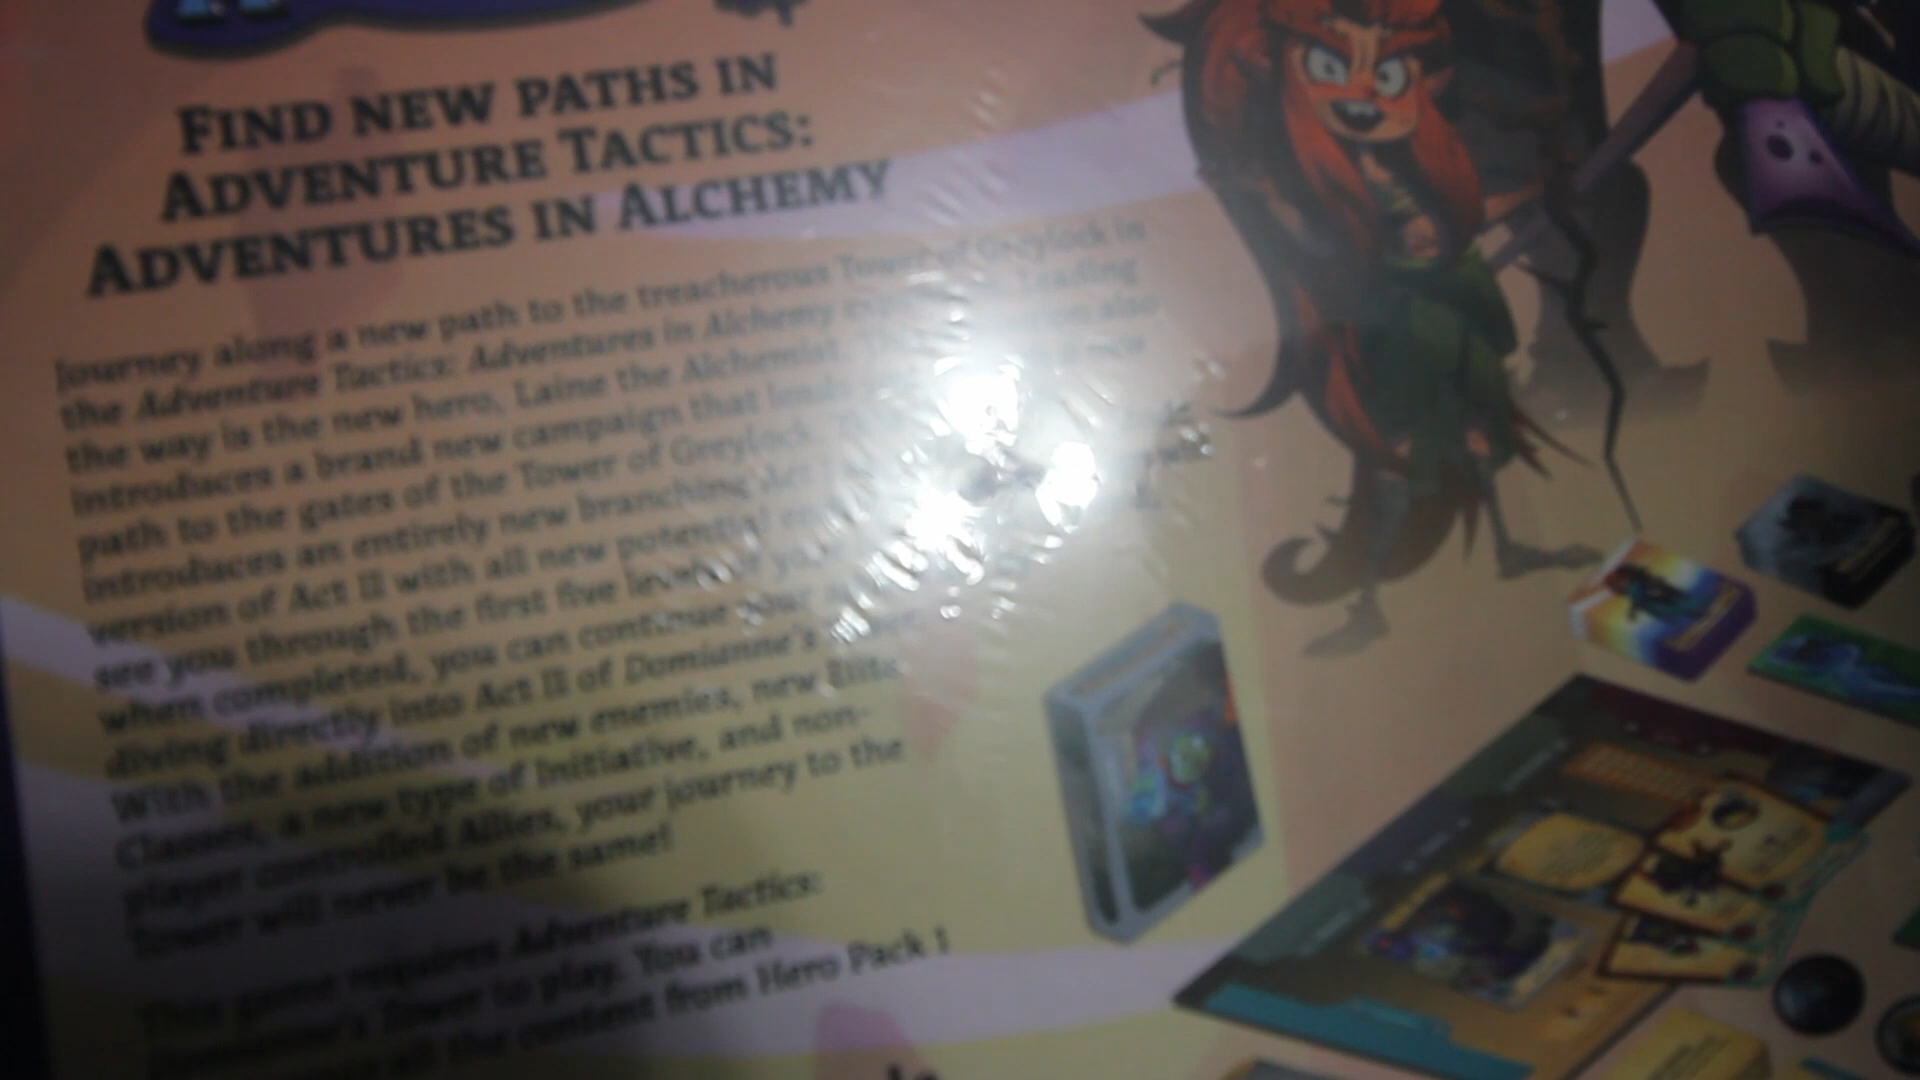 FIND NEW PATHS IN
ADVENTURE TACTICS:
ADVENTURES IN ALCHEMY
Journey along a new path to the treacherous Tower of Greylock in
the Adventure Tactics: Adventures in Alchemy Leading
the way is the new hero, Laine the Alchemist. also
introduces a brand new campaign that leads a new
path to the gates of the Tower of Greylock.
introduces an entirely new branching Act
version of Act II with all new potential
see you through the first five levels of
when completed, you can continue your
diving directly into Act II of Domianne's
With the addition of new enemies, new Elite
Classes, a new type of Initiative, and non-
player controlled Allies, your journey to the
tower will never be the same!
This game requires Adventure Tactics:
Domianne's Tower to play. You can
all the content from Hero Pack 1